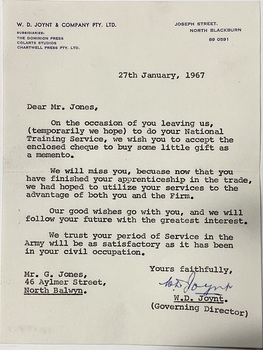 W. D. JOYNT & COMPANY PTY. LTD.
SUBSIDIARIES:
THE DOMINION PRESS
COLARTS STUDIOS
CHARTWELL PRESS PTY. LTD.
JOSEPH STREET.
NORTH BLACKBURN
89 0591
27th January, 1967
Dear Mr. Jones,
On the occasion of you leaving us,
(temporarily we hope) to do your National
Training Service, we wish you to accept the
enclosed cheque to buy some little gift as
a memento.
We will miss you, becuase now that you
have finished your apprenticeship in the trade,
we had hoped to utilize your services to the
advantage of both you and the Firm.
Our good wishes go with you, and we will
follow your future with the greatest interest.
We trust your period of Service in the
Army will be as satisfactory as it has been
in your civil occupation.
Yours faithfully,
W.D. Joynt
W.D. Joynt.
(Governing Director)
Mr. G. Jones,
46 Aylmer Street,
North Balwyn.